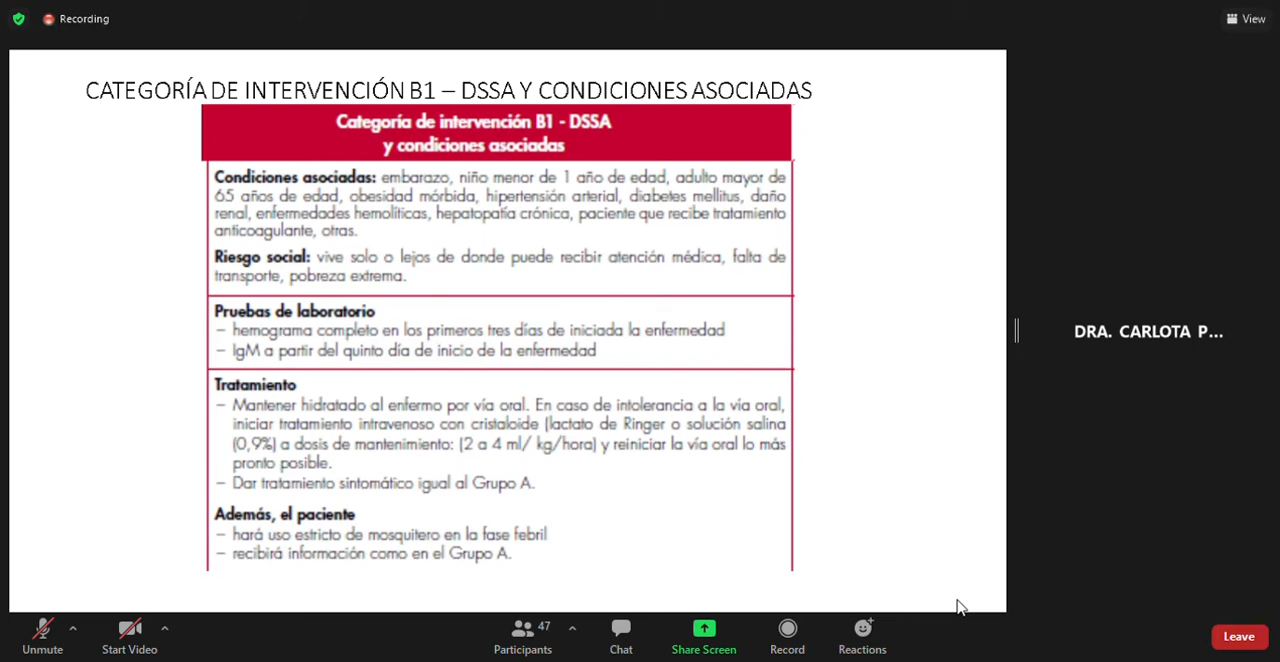 Recording
View
CATEGORÍA DE INTERVENCIÓN B1 – DSSA Y CONDICIONES ASOCIADAS
Categoría de intervención B1 - DSSA
y condiciones asociadas
Condiciones asociadas: embarazo, niño menor de 1 año de edad, adulto mayor de
65 años de edad, obesidad mórbida, hipertensión arterial, diabetes mellitus, daño
renal, enfermedades hemolíticas, hepatopatía crónica, paciente que recibe tratamiento
anticoagulante, otras.
Riesgo social: vive solo o lejos de donde puede recibir atención médica, falta de
transporte, pobreza extrema.
Pruebas de laboratorio
– hemograma completo en los primeros tres días de iniciada la enfermedad
– IgM a partir del quinto día de inicio de la enfermedad
Tratamiento
– Mantener hidratado al enfermo por vía oral. En caso de intolerancia a la vía oral,
iniciar tratamiento intravenoso con cristaloide (lactato de Ringer o solución salina
(0,9%) a dosis de mantenimiento: (2 a 4 ml/ kg/hora) y reiniciar la vía oral lo más
pronto posible.
– Dar tratamiento sintomático igual al Grupo A.
Además, el paciente
– hará uso estricto de mosquitero en la fase febril
– recibirá información como en el Grupo A.
DRA. CARLOTA P...
Unmute
Start Video
47
Participants
Chat
Share Screen
Record
Reactions
Leave